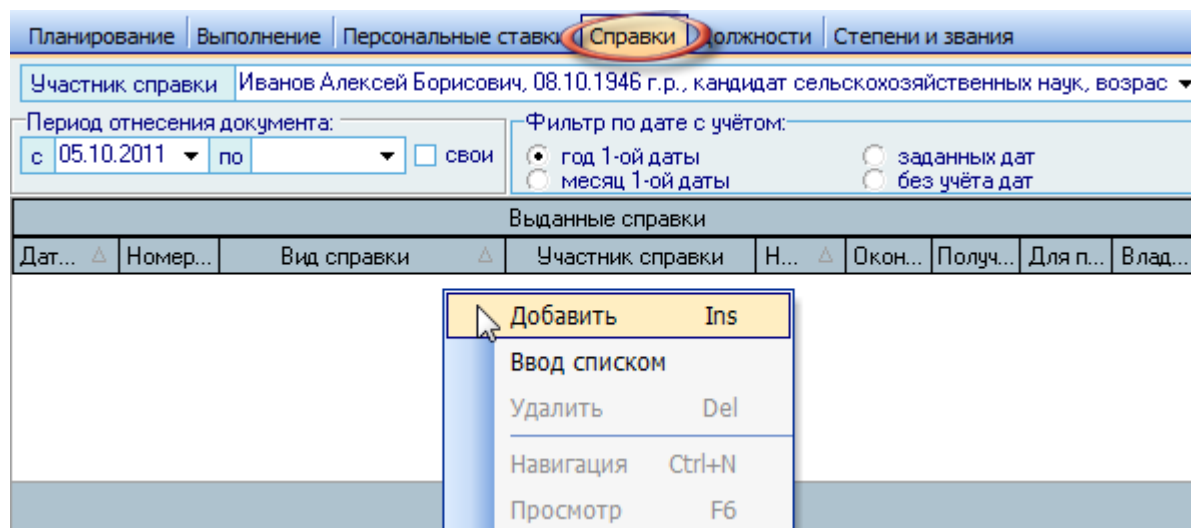 Планирование Выполнение Персональные ставки Справки Должности Степени и звания
Участник справки Иванов Алексей Борисович, 08.10.1946 г.р., кандидат сельскохозяйственных наук, возрас
Период отнесения документа: Фильтр по дате с учётом:
с 05.10.2011 по свои год 1-ой даты заданных дат
месяц 1-ой даты без учёта дат
Выданные справки
Дат... Номер... Вид справки Участник справки Н... Окон... Получ... Для п... Влад...
Добавить Ins
Ввод списком
Удалить Del
Навигация Ctrl+N
Просмотр F6